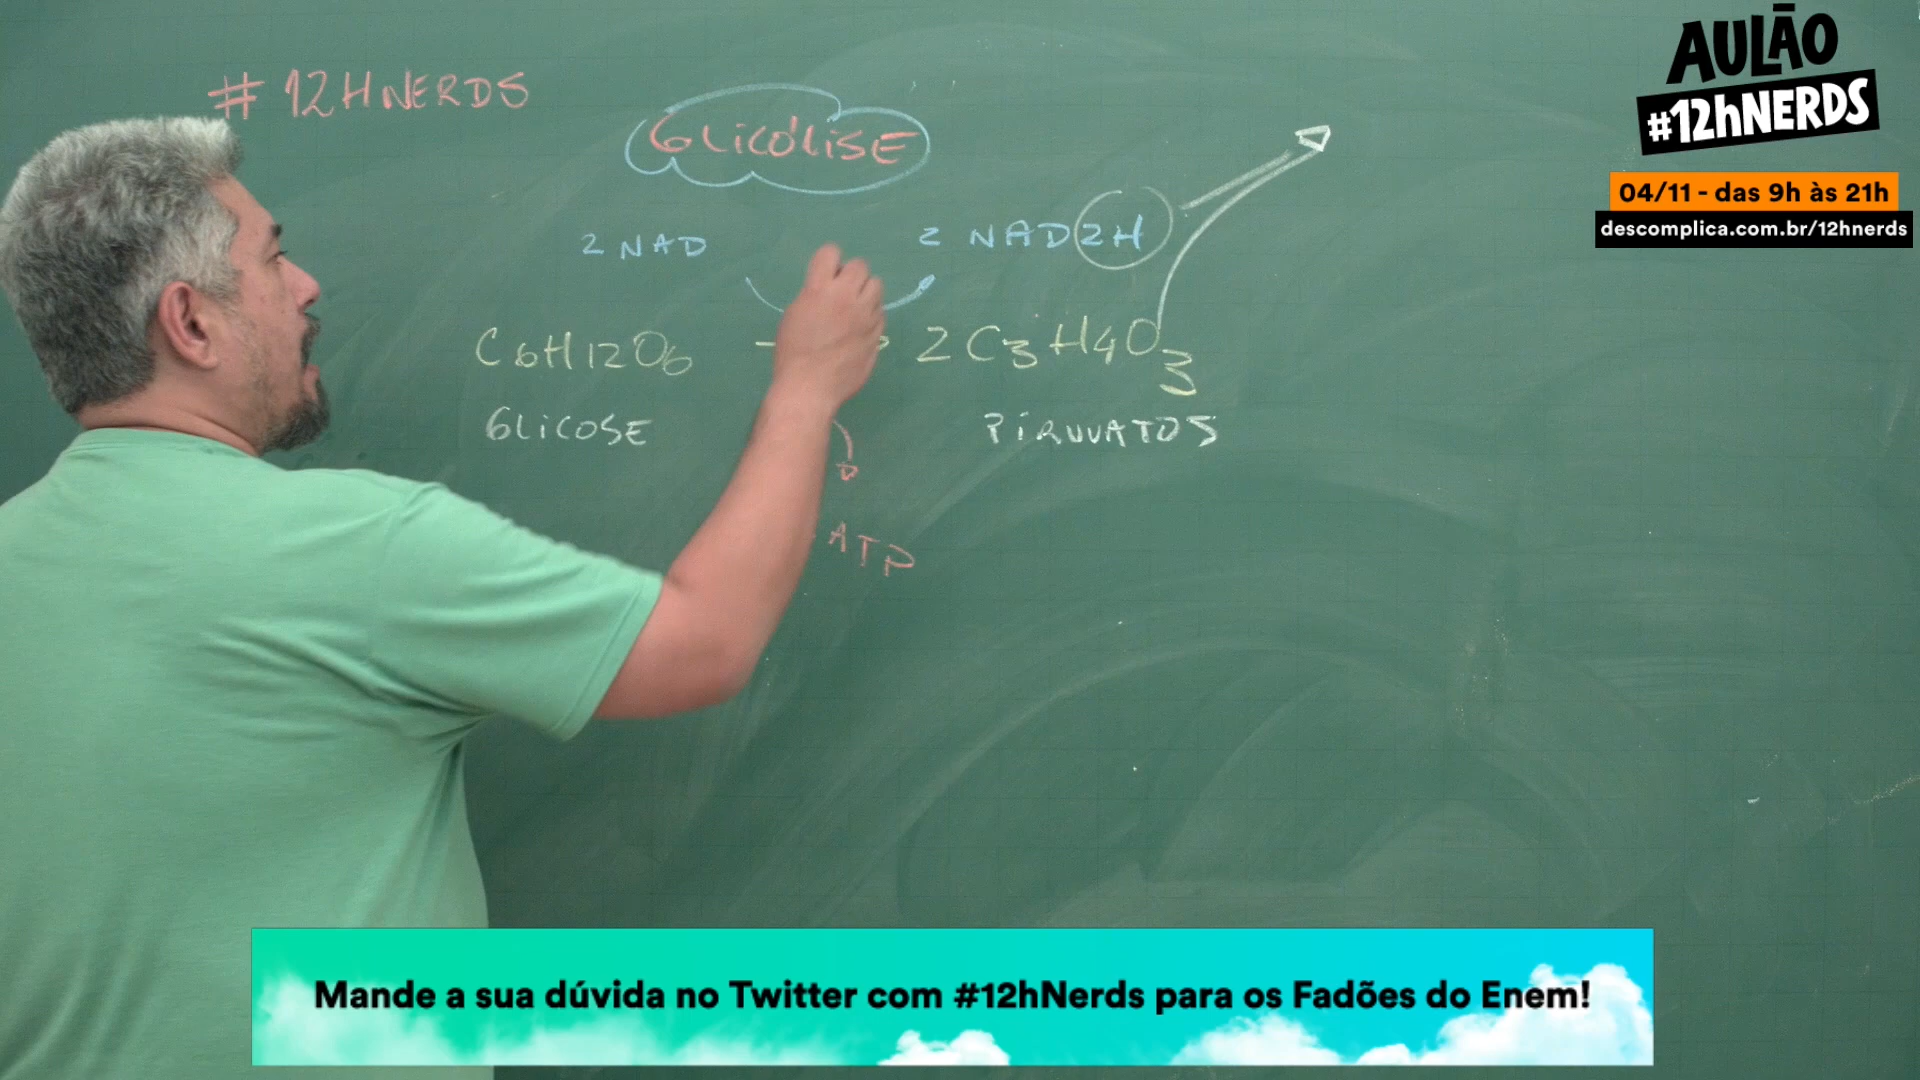 #12HNERDS
GLICÓLISE
2 NAD
2 NAD2H
C6H12O6
2C3H4O3
GLICOSE
PIRUVATOS
ATP
AULÃO
#12hNERDS
04/11 - das 9h às 21h
descomplica.com.br/12hnerds
Mande a sua dúvida no Twitter com #12hNerds para os Fadões do Enem!